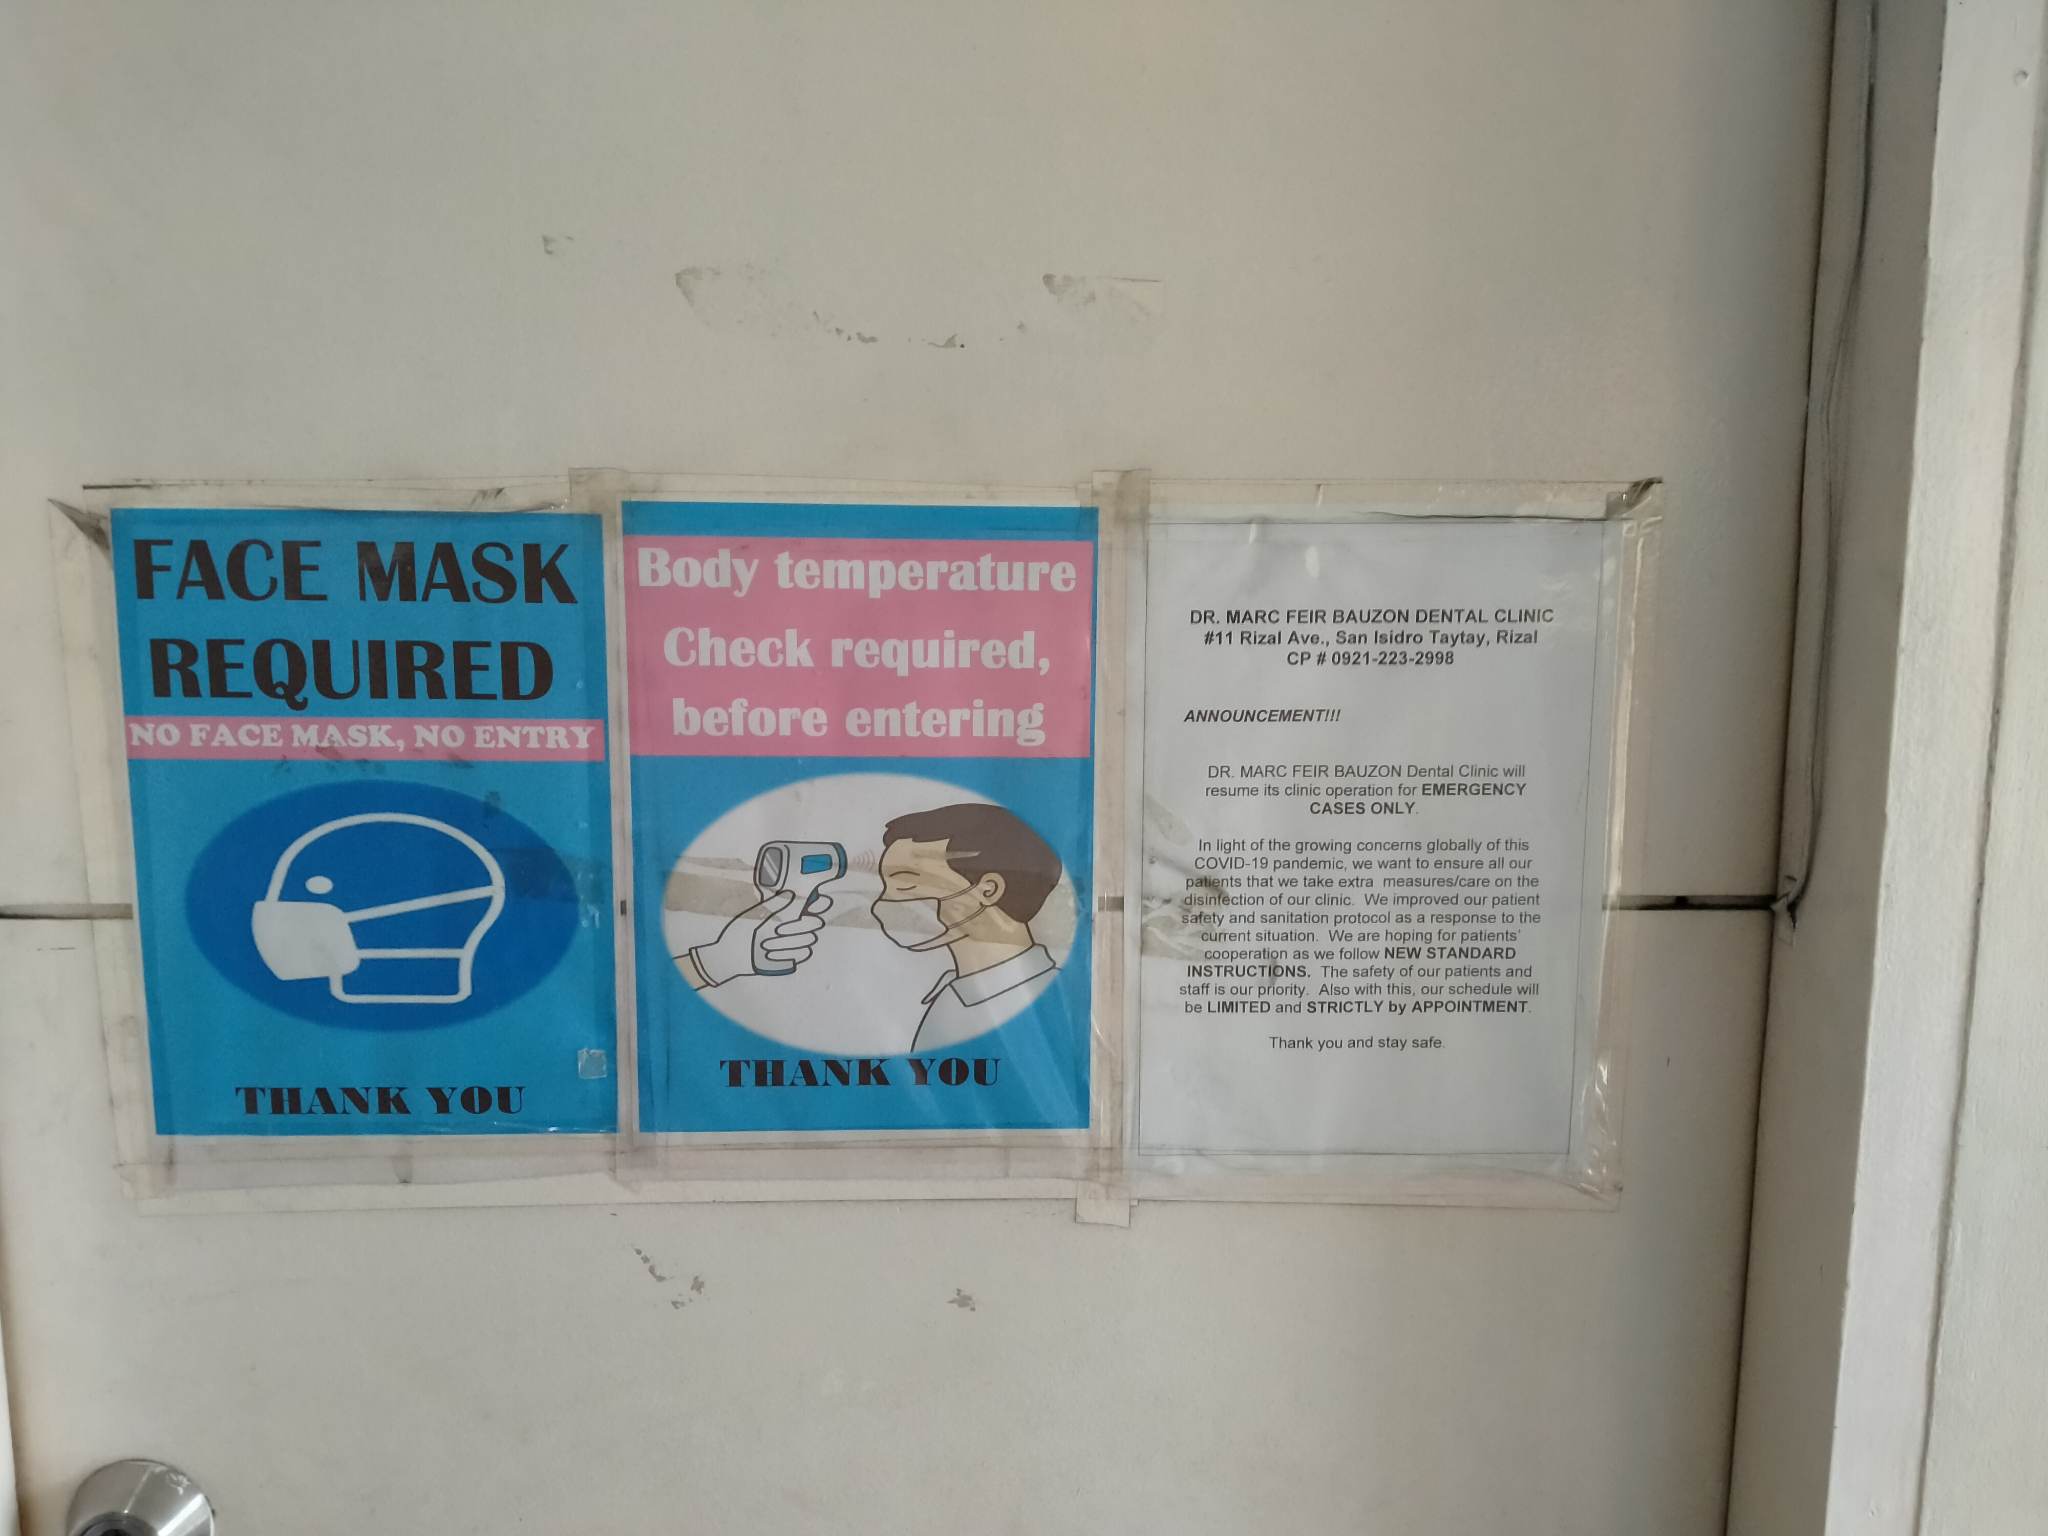 FACE MASK
REQUIRED
NO FACE MASK, NO ENTRY
THANK YOU
Body temperature
Check required,
before entering
THANK YOU
DR. MARC FEIR BAUZON DENTAL CLINIC
#11 Rizal Ave., San Isidro Taytay, Rizal
CP # 0921-223-2998
ANNOUNCEMENT!!!
DR. MARC FEIR BAUZON Dental Clinic will
resume its clinic operation for EMERGENCY
CASES ONLY.
In light of the growing concerns globally of this
COVID-19 pandemic, we want to ensure all our
patients that we take extra measures/care on the
disinfection of our clinic. We improved our patient
safety and sanitation protocol as a response to the
current situation. We are hoping for patients'
cooperation as we follow NEW STANDARD
INSTRUCTIONS. The safety of our patients and
staff is our priority. Also with this, our schedule will
be LIMITED and STRICTLY by APPOINTMENT.
Thank you and stay safe.